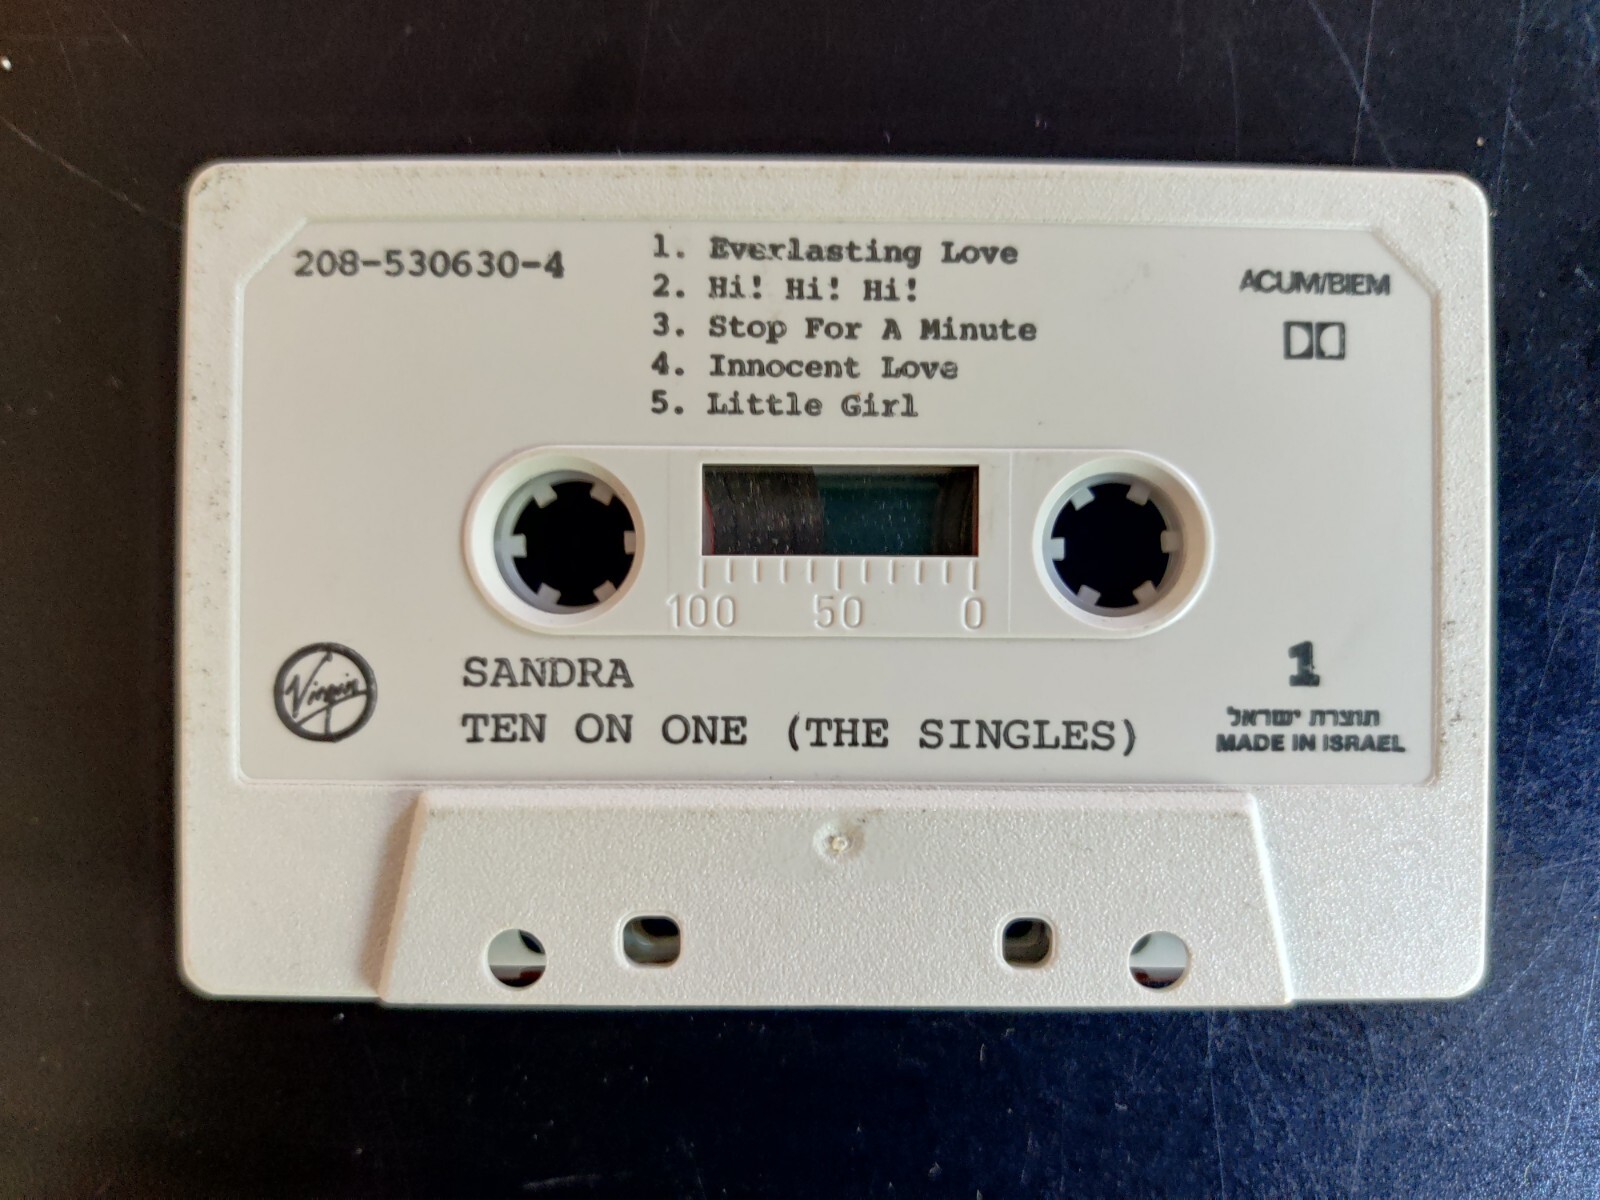 208-530630-4
1. Everlasting Love
2. Hi! Hi! Hi!
3. Stop For A Minute
4. Innocent Love
5. Little Girl
ACUM/BIEM
100 50 0
Virgin
SANDRA
TEN ON ONE (THE SINGLES)
1
תוצרת ישראל
MADE IN ISRAEL